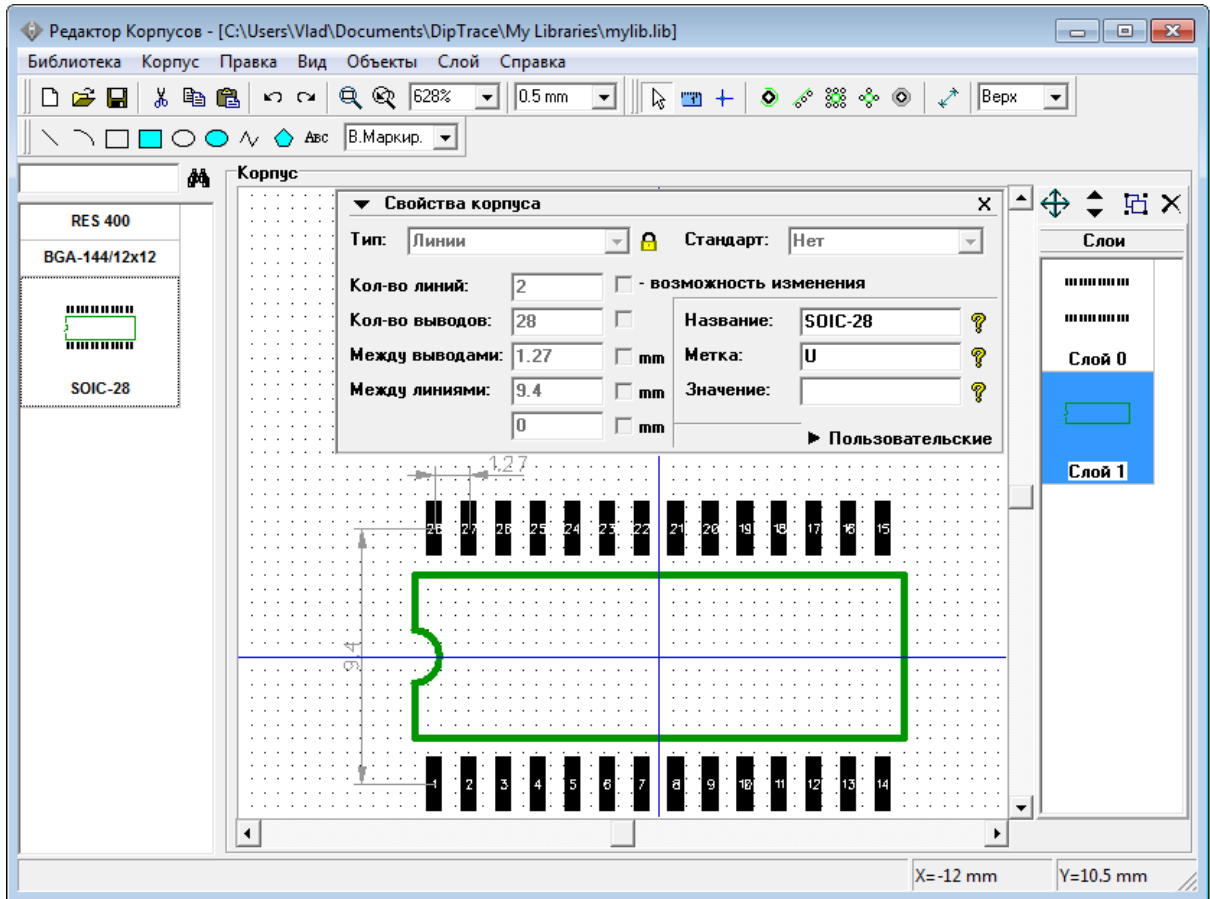 Редактор Корпусов - [C:\Users\Vlad\Documents\DipTrace\My Libraries\mylib.lib]
Библиотека Корпус Правка Вид Объекты Слой Справка
628% 0.5 mm Верх
Abc В.Маркир.
Корпус
RES 400
BGA-144/12x12
SOIC-28
Свойства корпуса X
Тип: Линии Стандарт: Нет
Кол-во линий: 2 - возможность изменения
Кол-во выводов: 28 Название: SOIC-28
Между выводами: 1.27 mm Метка: U
Между линиями: 9.4 mm Значение:
0 mm
Пользовательские
Слои
Слой 0
Слой 1
1.27
28 27 26 25 24 23 22 21 20 19 18 17 16 15
9.4
1 2 3 4 5 6 7 8 9 10 11 12 13 14
X=-12 mm Y=10.5 mm